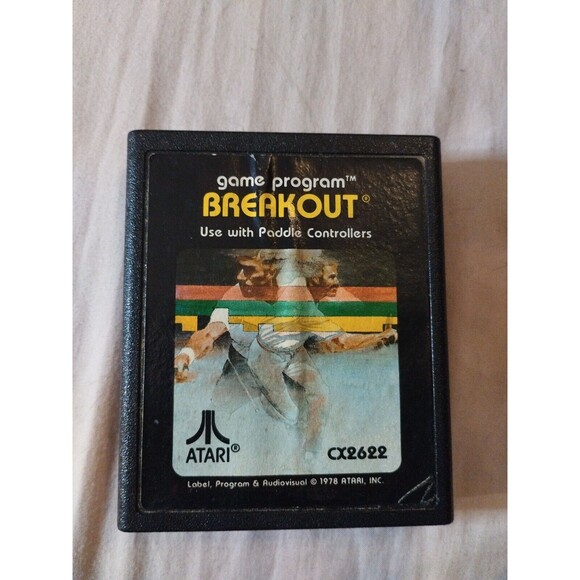 game program™
BREAKOUT®
Use with Paddle Controllers
ATARI®
CX2622
Label, Program & Audiovisual © 1978 ATARI, INC.